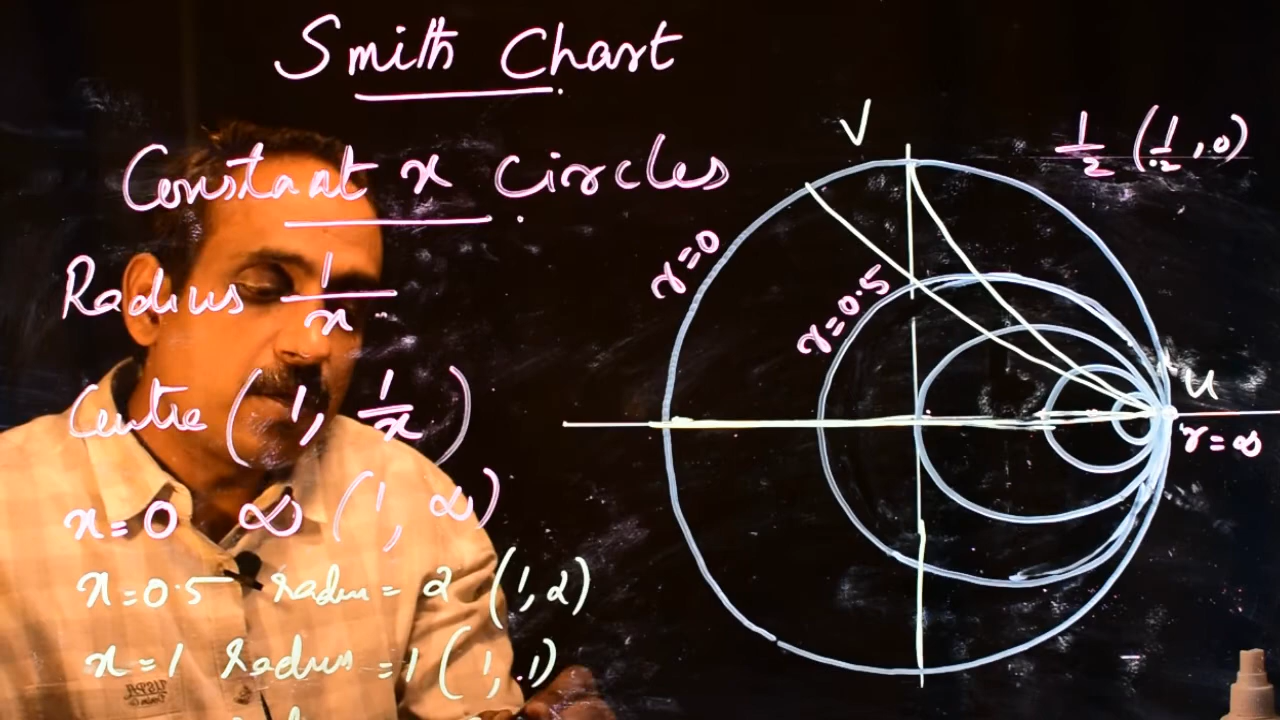 Smith Chart
Constant x Circles
Radius 1/x
Centre (1, 1/x)
x=0 ∞ (1, ∞)
x=0.5 radius = 2 (1, 2)
x=1 radius = 1 (1, 1)
V
1/2 (1/2, 0)
r=0
r=0.5
U
r=∞